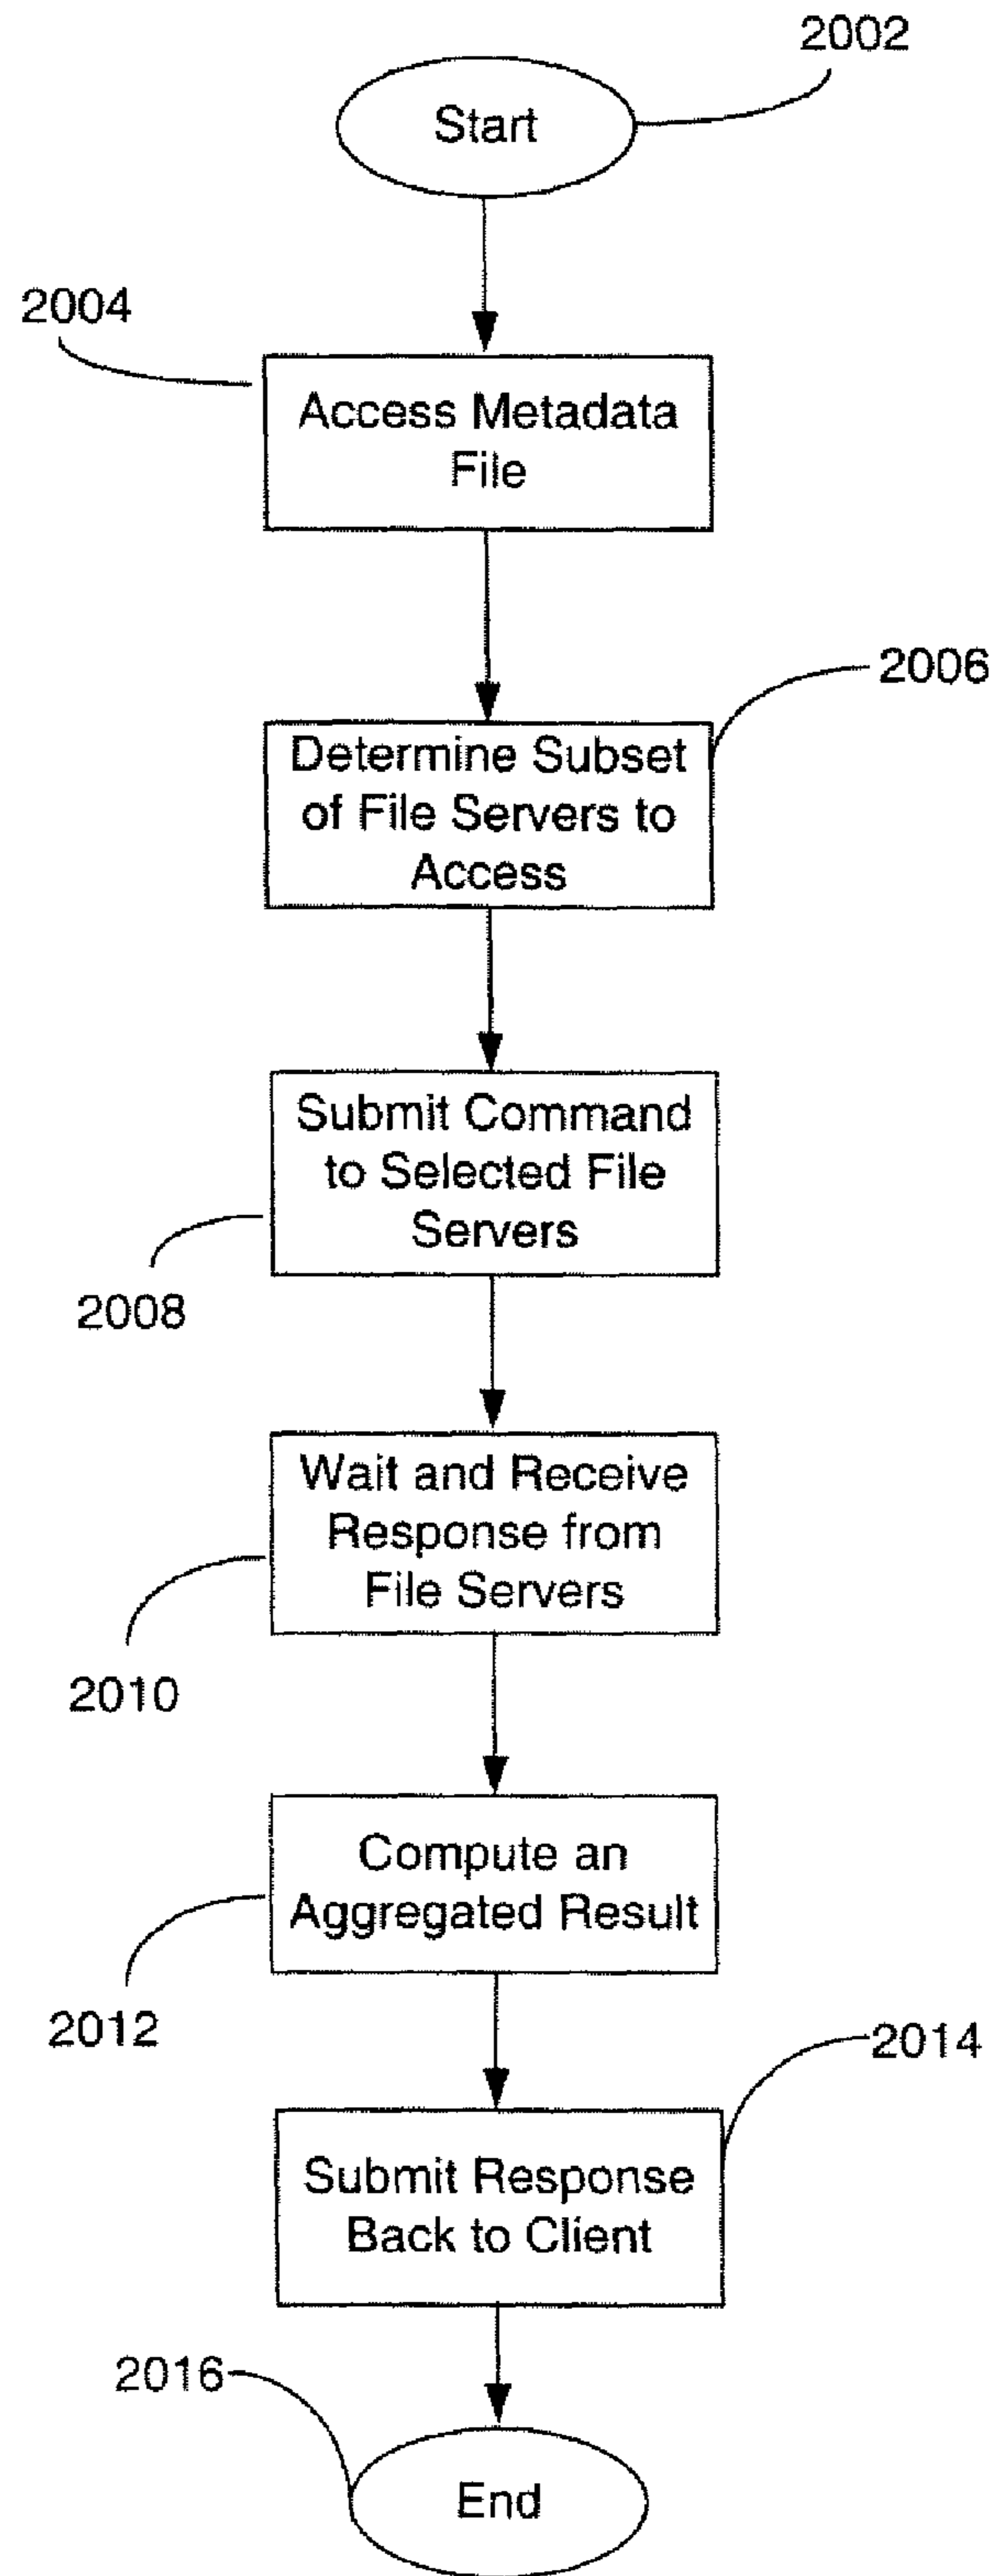 2002
Start
2004
Access Metadata
File
2006
Determine Subset
of File Servers to
Access
Submit Command
to Selected File
Servers
2008
Wait and Receive
Response from
File Servers
2010
Compute an
Aggregated Result
2012
2014
Submit Response
Back to Client
2016
End